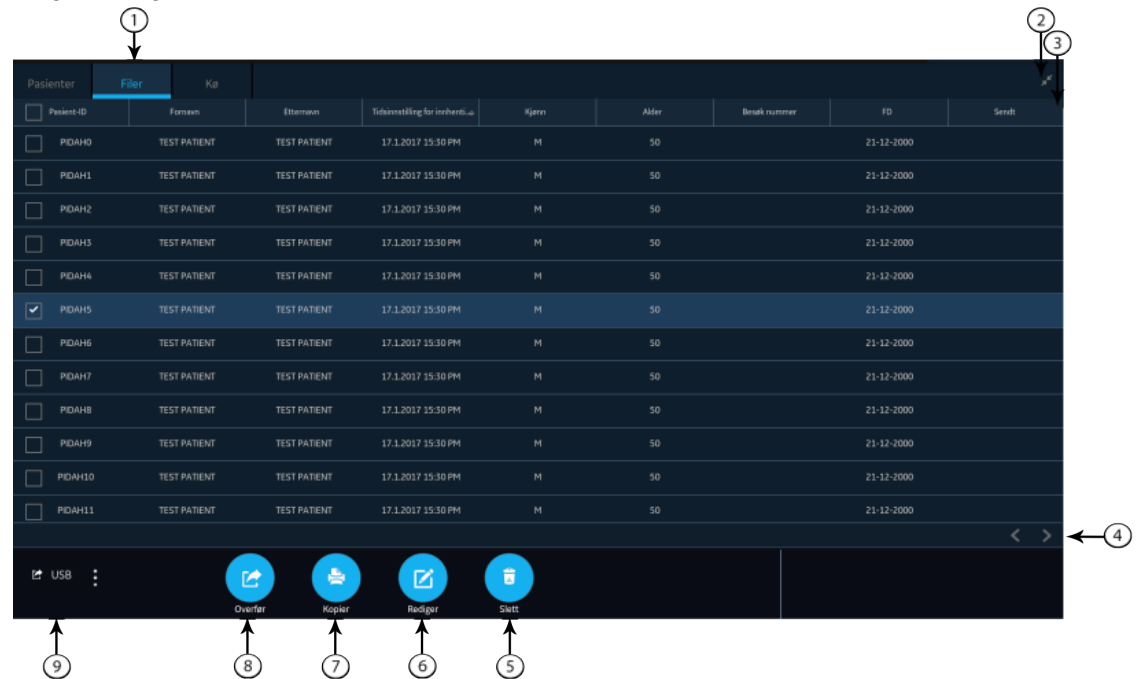 1
2
3
Pasienter Filer Kø
Pasient-ID Fornavn Etternavn Tidsinnstilling for innhenti... Kjønn Alder Besøk nummer FD Sendt
PIDAH0 TEST PATIENT TEST PATIENT 17.1.2017 15:30 PM M 50 21-12-2000
PIDAH1 TEST PATIENT TEST PATIENT 17.1.2017 15:30 PM M 50 21-12-2000
PIDAH2 TEST PATIENT TEST PATIENT 17.1.2017 15:30 PM M 50 21-12-2000
PIDAH3 TEST PATIENT TEST PATIENT 17.1.2017 15:30 PM M 50 21-12-2000
PIDAH4 TEST PATIENT TEST PATIENT 17.1.2017 15:30 PM M 50 21-12-2000
PIDAH5 TEST PATIENT TEST PATIENT 17.1.2017 15:30 PM M 50 21-12-2000
PIDAH6 TEST PATIENT TEST PATIENT 17.1.2017 15:30 PM M 50 21-12-2000
PIDAH7 TEST PATIENT TEST PATIENT 17.1.2017 15:30 PM M 50 21-12-2000
PIDAH8 TEST PATIENT TEST PATIENT 17.1.2017 15:30 PM M 50 21-12-2000
PIDAH9 TEST PATIENT TEST PATIENT 17.1.2017 15:30 PM M 50 21-12-2000
PIDAH10 TEST PATIENT TEST PATIENT 17.1.2017 15:30 PM M 50 21-12-2000
PIDAH11 TEST PATIENT TEST PATIENT 17.1.2017 15:30 PM M 50 21-12-2000
4
USB
Overfør Kopier Rediger Slett
9 8 7 6 5